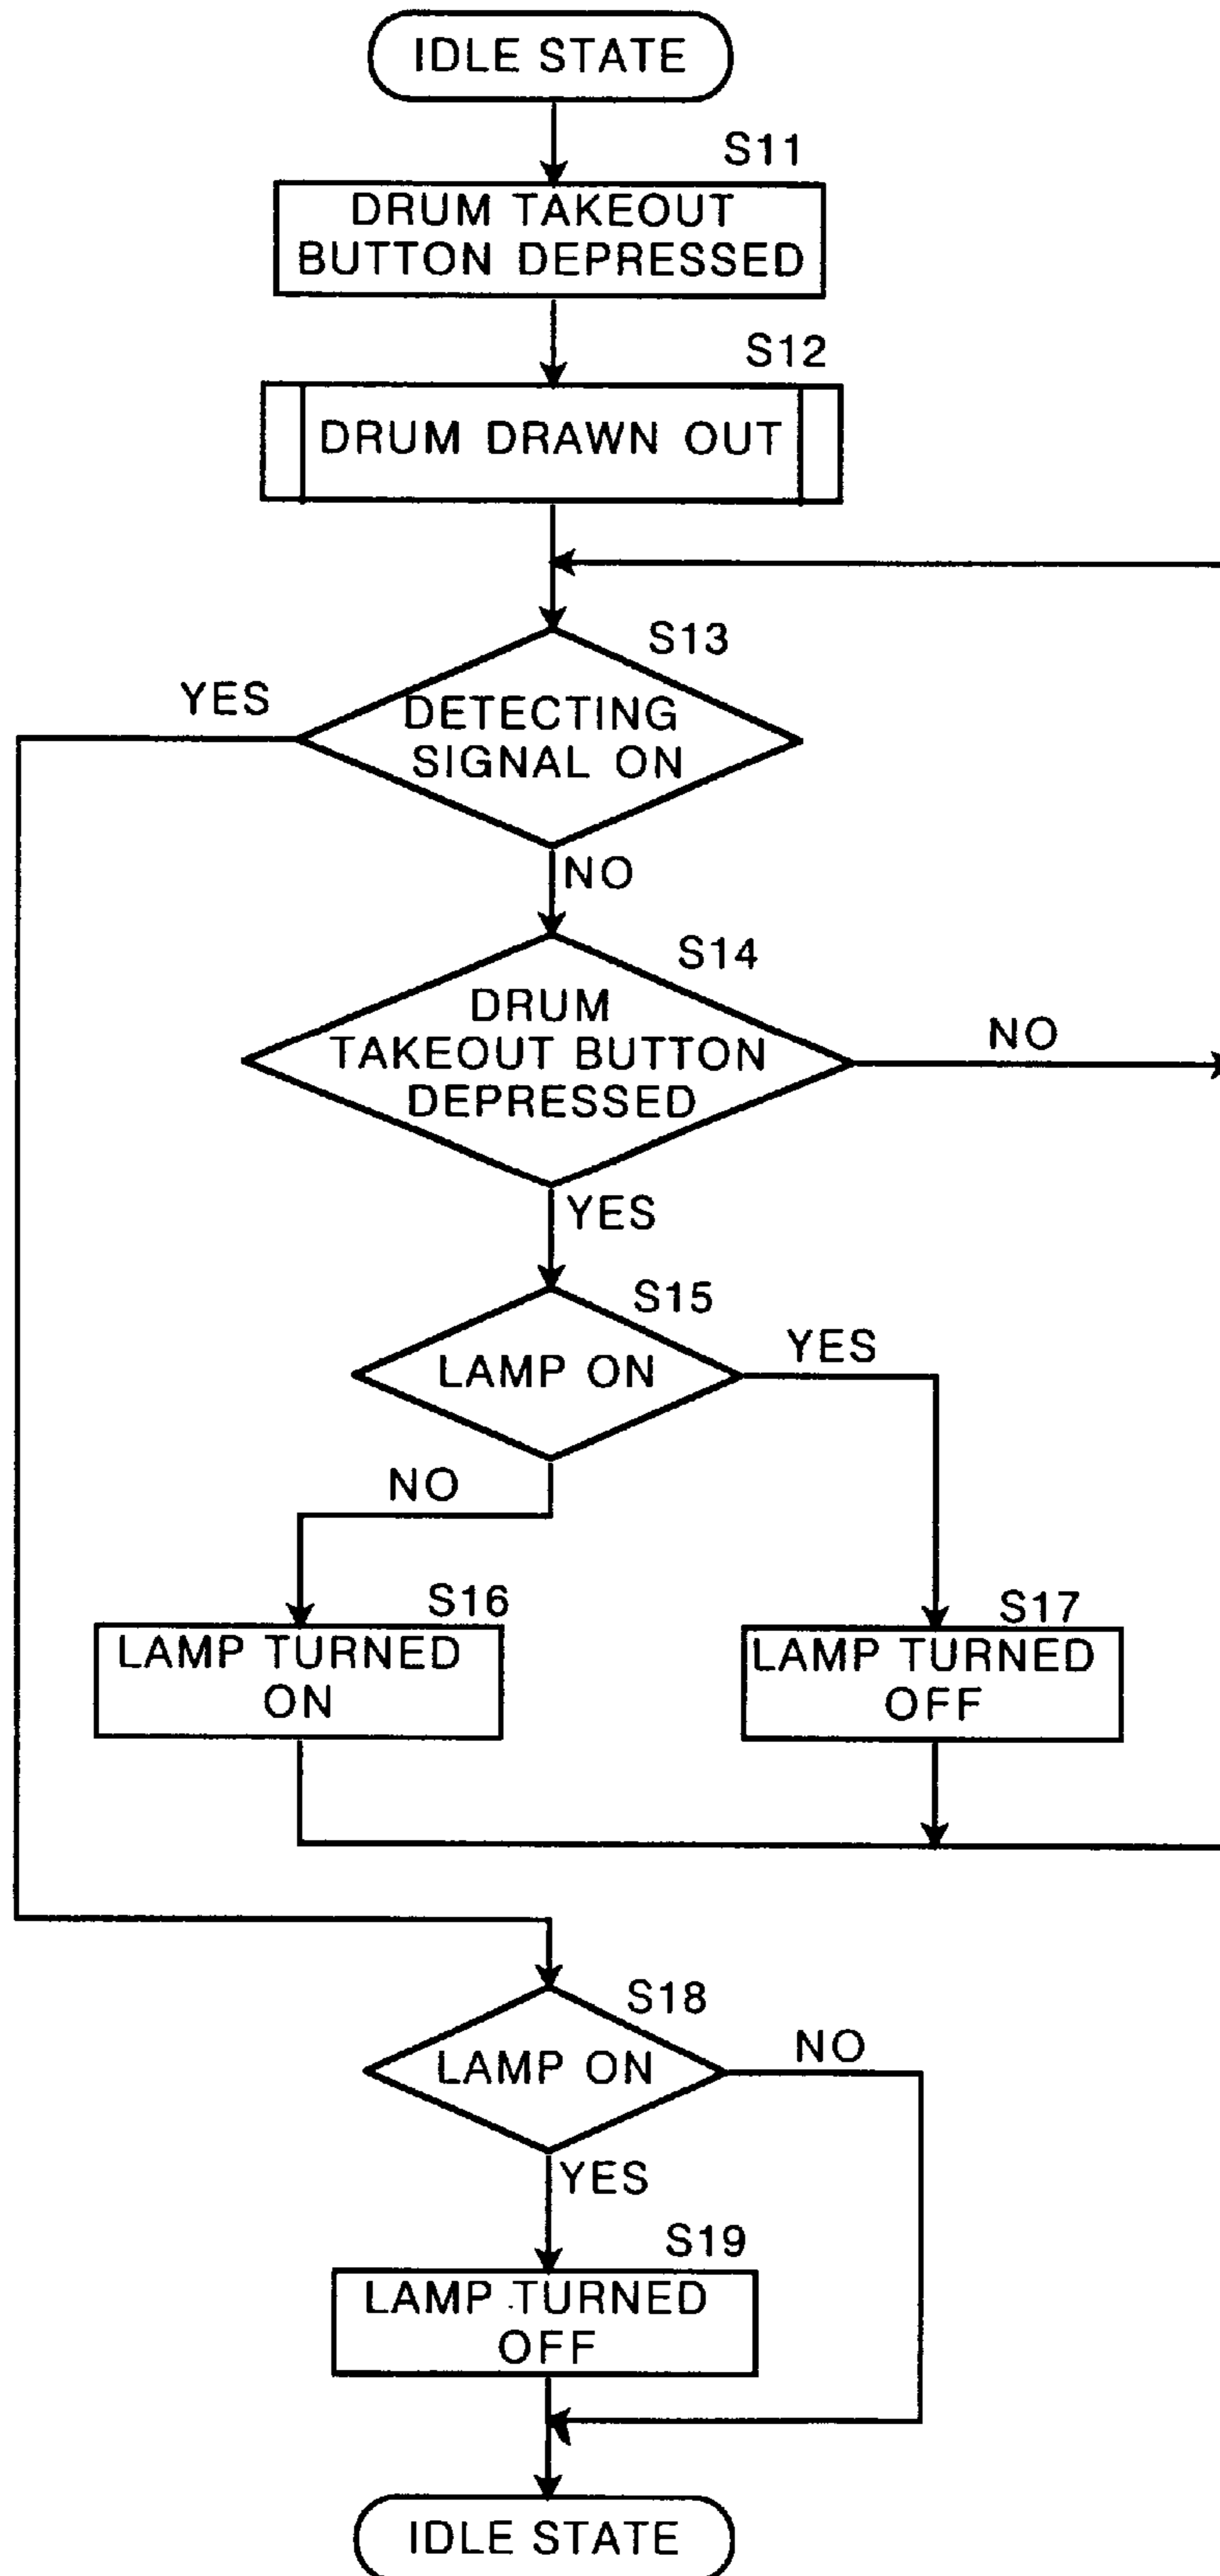 IDLE STATE
S11
DRUM TAKEOUT
BUTTON DEPRESSED
S12
DRUM DRAWN OUT
S13
YES
DETECTING
SIGNAL ON
NO
S14
DRUM
TAKEOUT BUTTON
DEPRESSED
NO
YES
S15
LAMP ON
YES
NO
S16
LAMP TURNED
ON
S17
LAMP TURNED
OFF
S18
LAMP ON
NO
YES
S19
LAMP TURNED
OFF
IDLE STATE